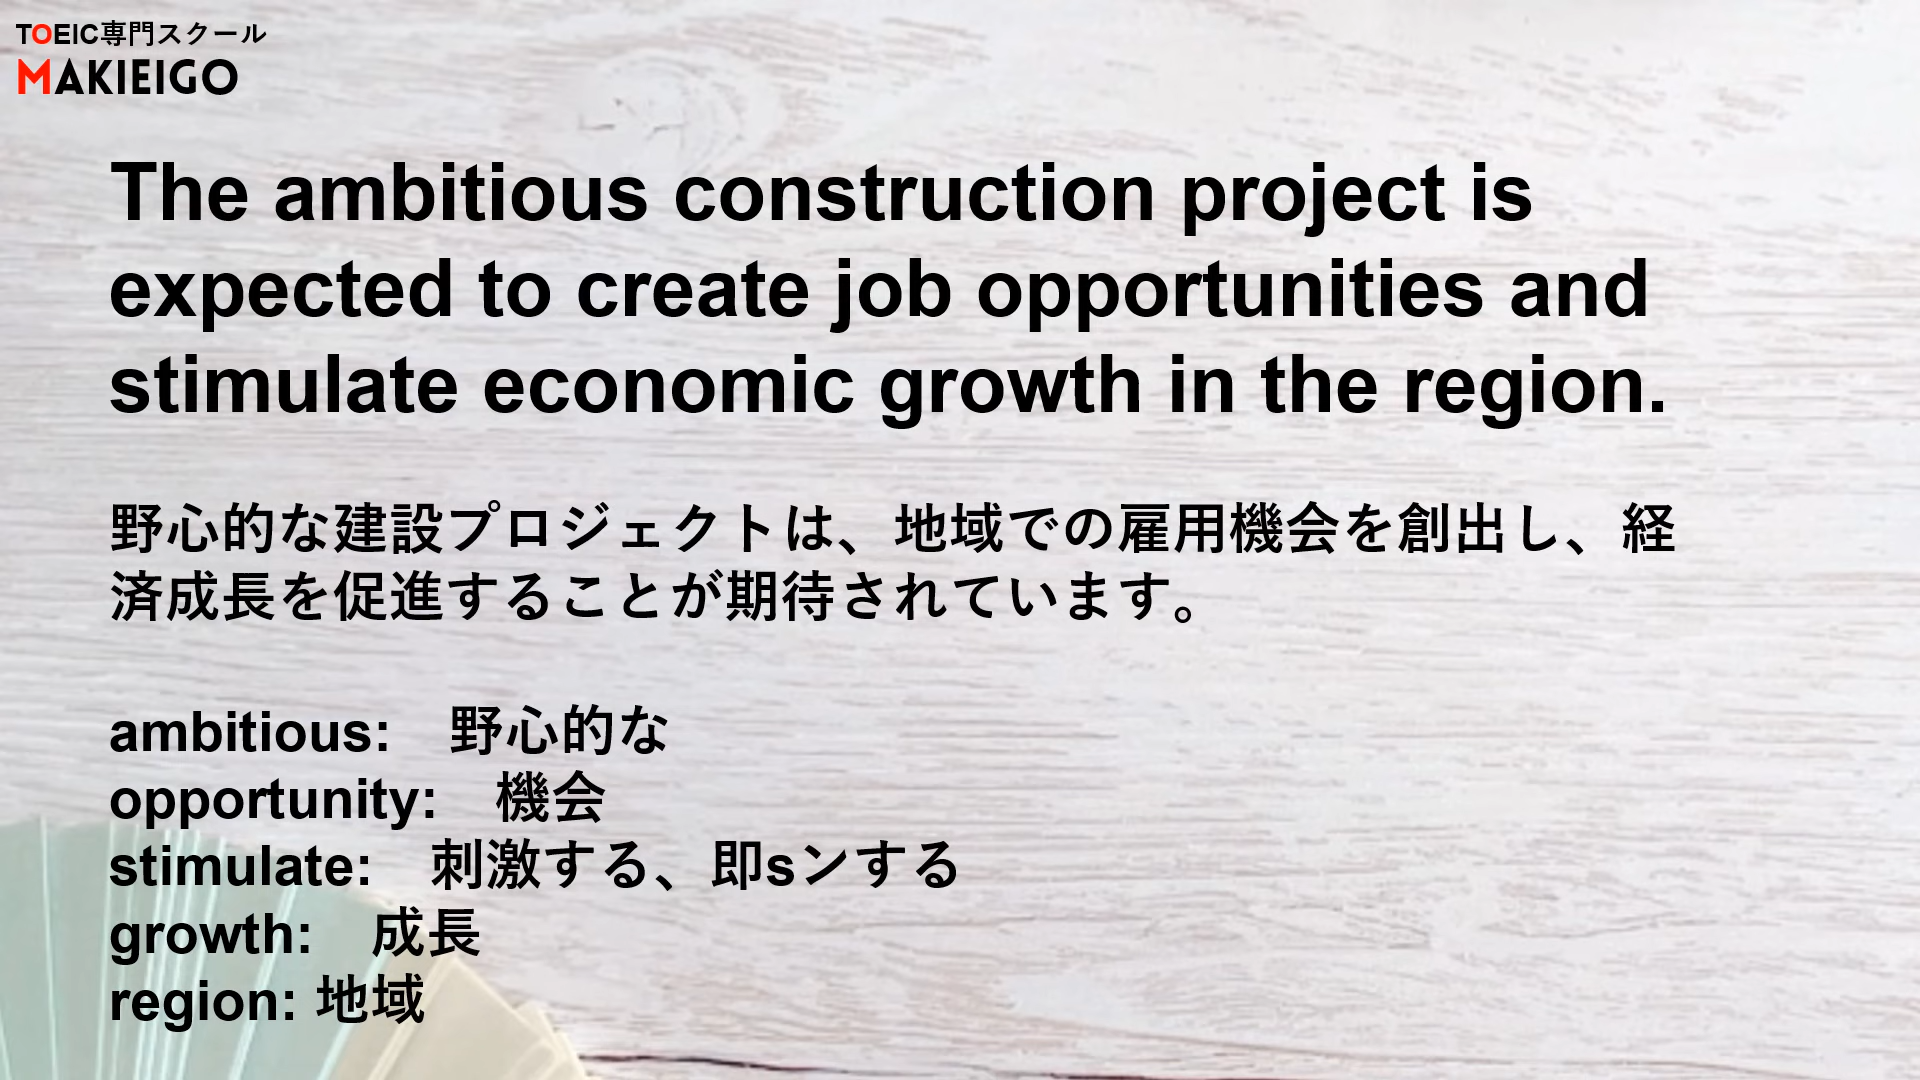 TOEIC専門スクール
MAKIEIGO
The ambitious construction project is
expected to create job opportunities and
stimulate economic growth in the region.
野心的な建設プロジェクトは、地域での雇用機会を創出し、経
済成長を促進することが期待されています。
ambitious:　野心的な
opportunity:　機会
stimulate:　刺激する、即sンする
growth:　成長
region: 地域